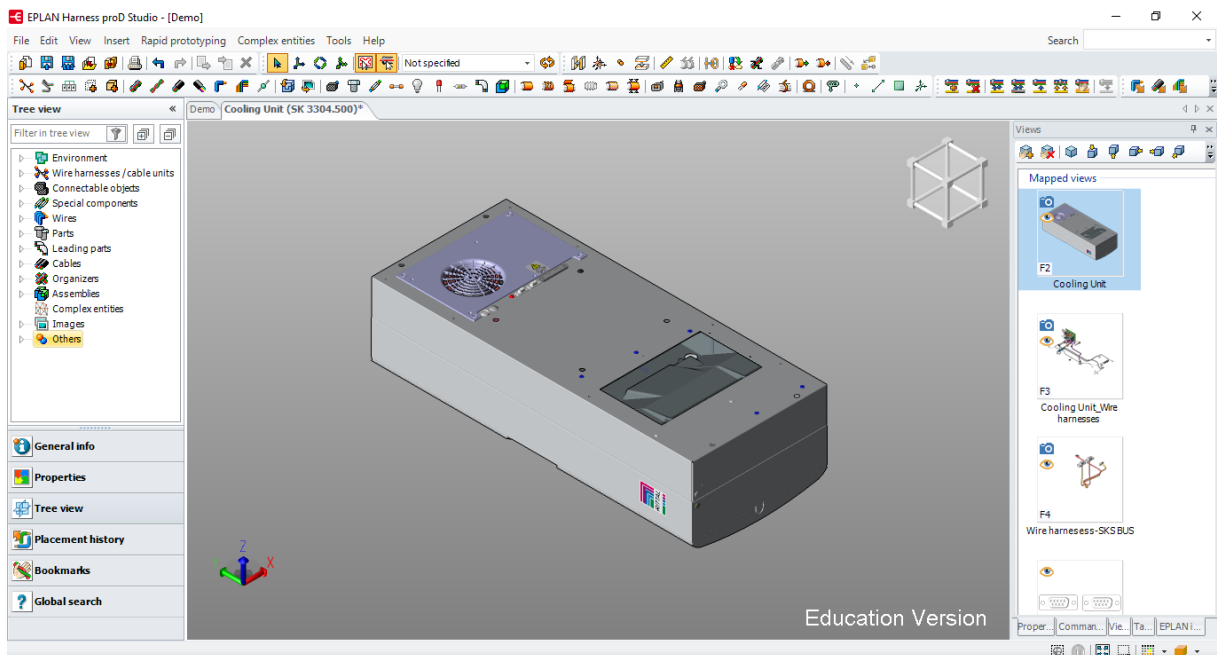 EPLAN Harness proD Studio - [Demo]
File Edit View Insert Rapid prototyping Complex entities Tools Help
Search
Not specified
Tree view
Demo Cooling Unit (SK 3304.500)*
Views
Filter in tree view
Environment
Wire harnesses / cable units
Connectable objects
Special components
Wires
Parts
Leading parts
Cables
Organizers
Assemblies
Complex entities
Images
Others
General info
Properties
Tree view
Placement history
Bookmarks
Global search
Z
X
Education Version
Mapped views
F2
Cooling Unit
F3
Cooling Unit_Wire
harnesses
F4
Wire harnesess-SKS BUS
Proper... Comman... Vie... Ta... EPLAN i...